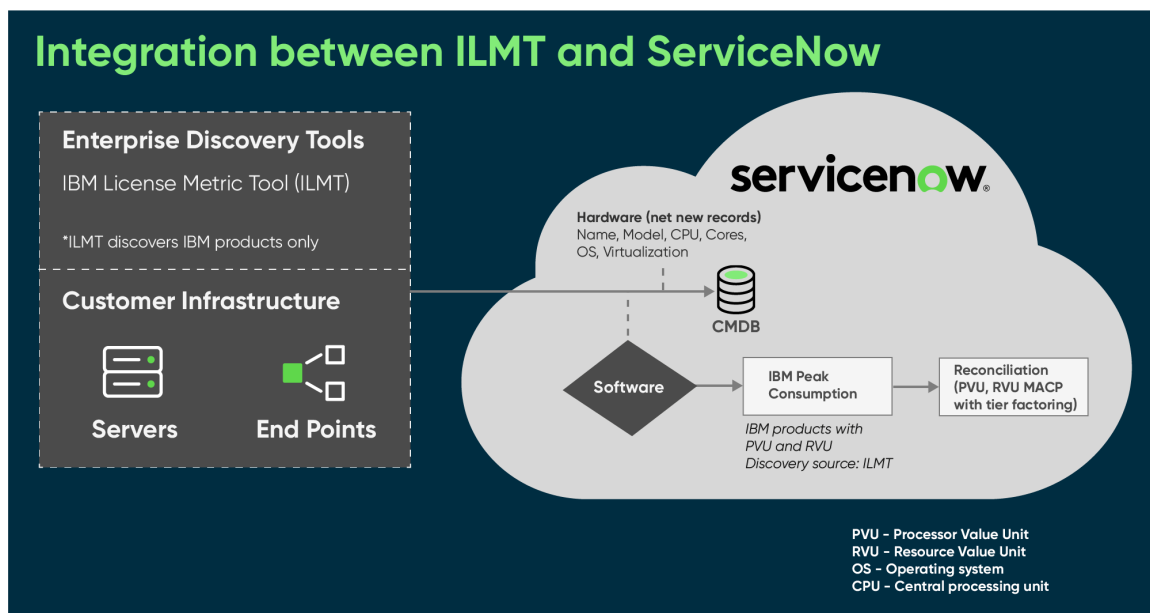 Integration between ILMT and ServiceNow
Enterprise Discovery Tools
IBM License Metric Tool (ILMT)
*ILMT discovers IBM products only
Customer Infrastructure
Servers
End Points
servicenow®
Hardware (net new records)
Name, Model, CPU, Cores,
OS, Virtualization
CMDB
Software
IBM Peak
Consumption
IBM products with
PVU and RVU
Discovery source: ILMT
Reconciliation
(PVU, RVU MACP
with tier factoring)
PVU - Processor Value Unit
RVU - Resource Value Unit
OS - Operating system
CPU - Central processing unit